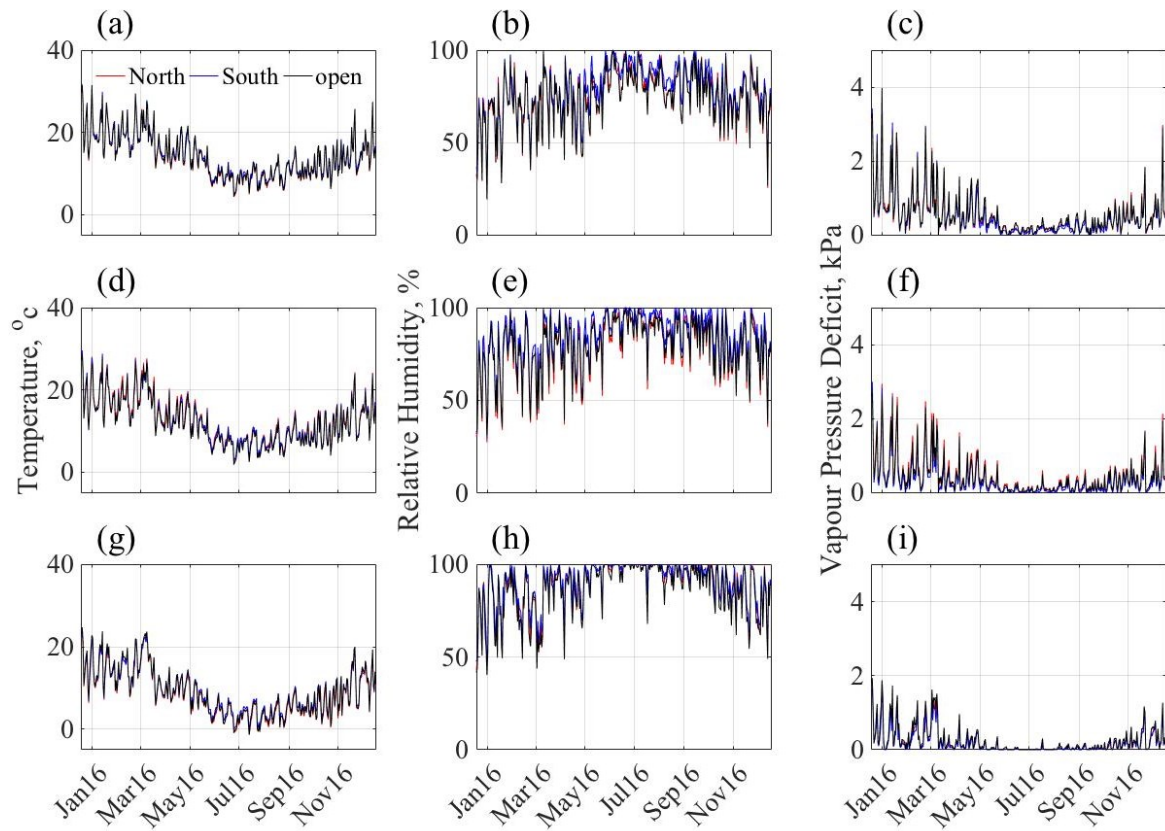 (a)
(b)
(c)
40
20
0
North South open
100
50
0
4
2
0
(d)
(e)
(f)
40
20
0
100
50
0
4
2
0
Temperature, °c
Relative Humidity, %
Vapour Pressure Deficit, kPa
(g)
(h)
(i)
40
20
0
100
50
0
4
2
0
Jan16 Mar16 May16 Jul16 Sep16 Nov16
Jan16 Mar16 May16 Jul16 Sep16 Nov16
Jan16 Mar16 May16 Jul16 Sep16 Nov16